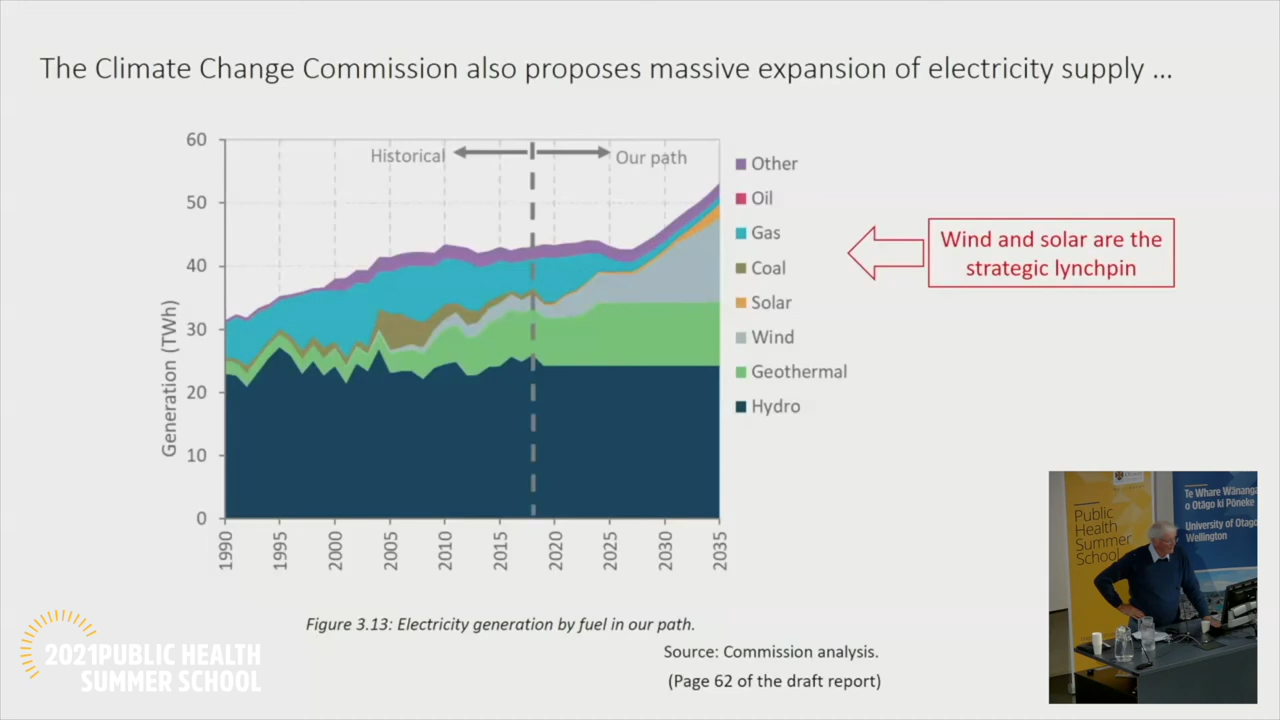 The Climate Change Commission also proposes massive expansion of electricity supply ...
Generation (TWh)
60
50
40
30
20
10
0
Historical
Our path
1990
1995
2000
2005
2010
2015
2020
2025
2030
2035
Other
Oil
Gas
Coal
Solar
Wind
Geothermal
Hydro
Wind and solar are the
strategic lynchpin
Figure 3.13: Electricity generation by fuel in our path.
Source: Commission analysis.
(Page 62 of the draft report)
2021PUBLIC HEALTH
SUMMER SCHOOL
Public
Health
Summer
School
Te Whare Wānanga
o Otāgo ki Pōneke
University of Otago
Wellington